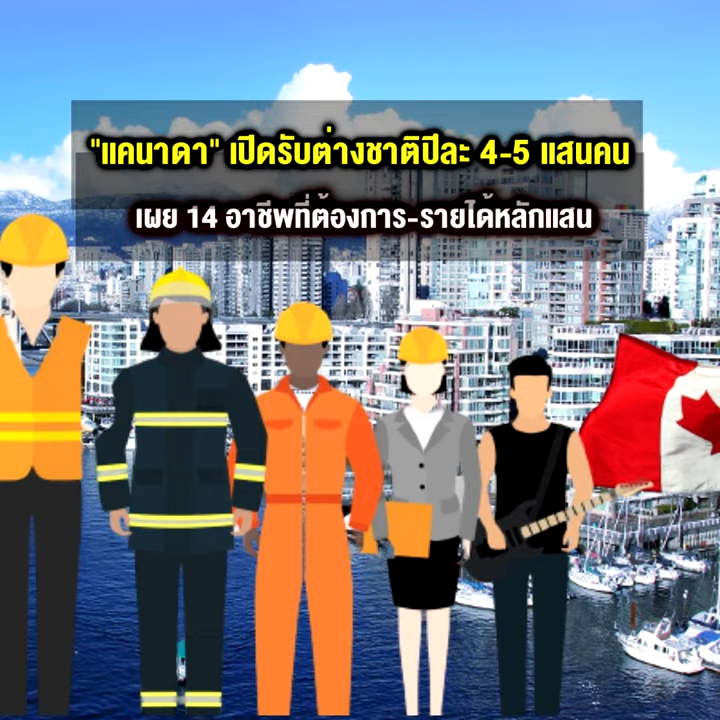 "แคนาดา" เปิดรับต่างชาติปีละ 4-5 แสนคน
เผย 14 อาชีพที่ต้องการ-รายได้หลักแสน